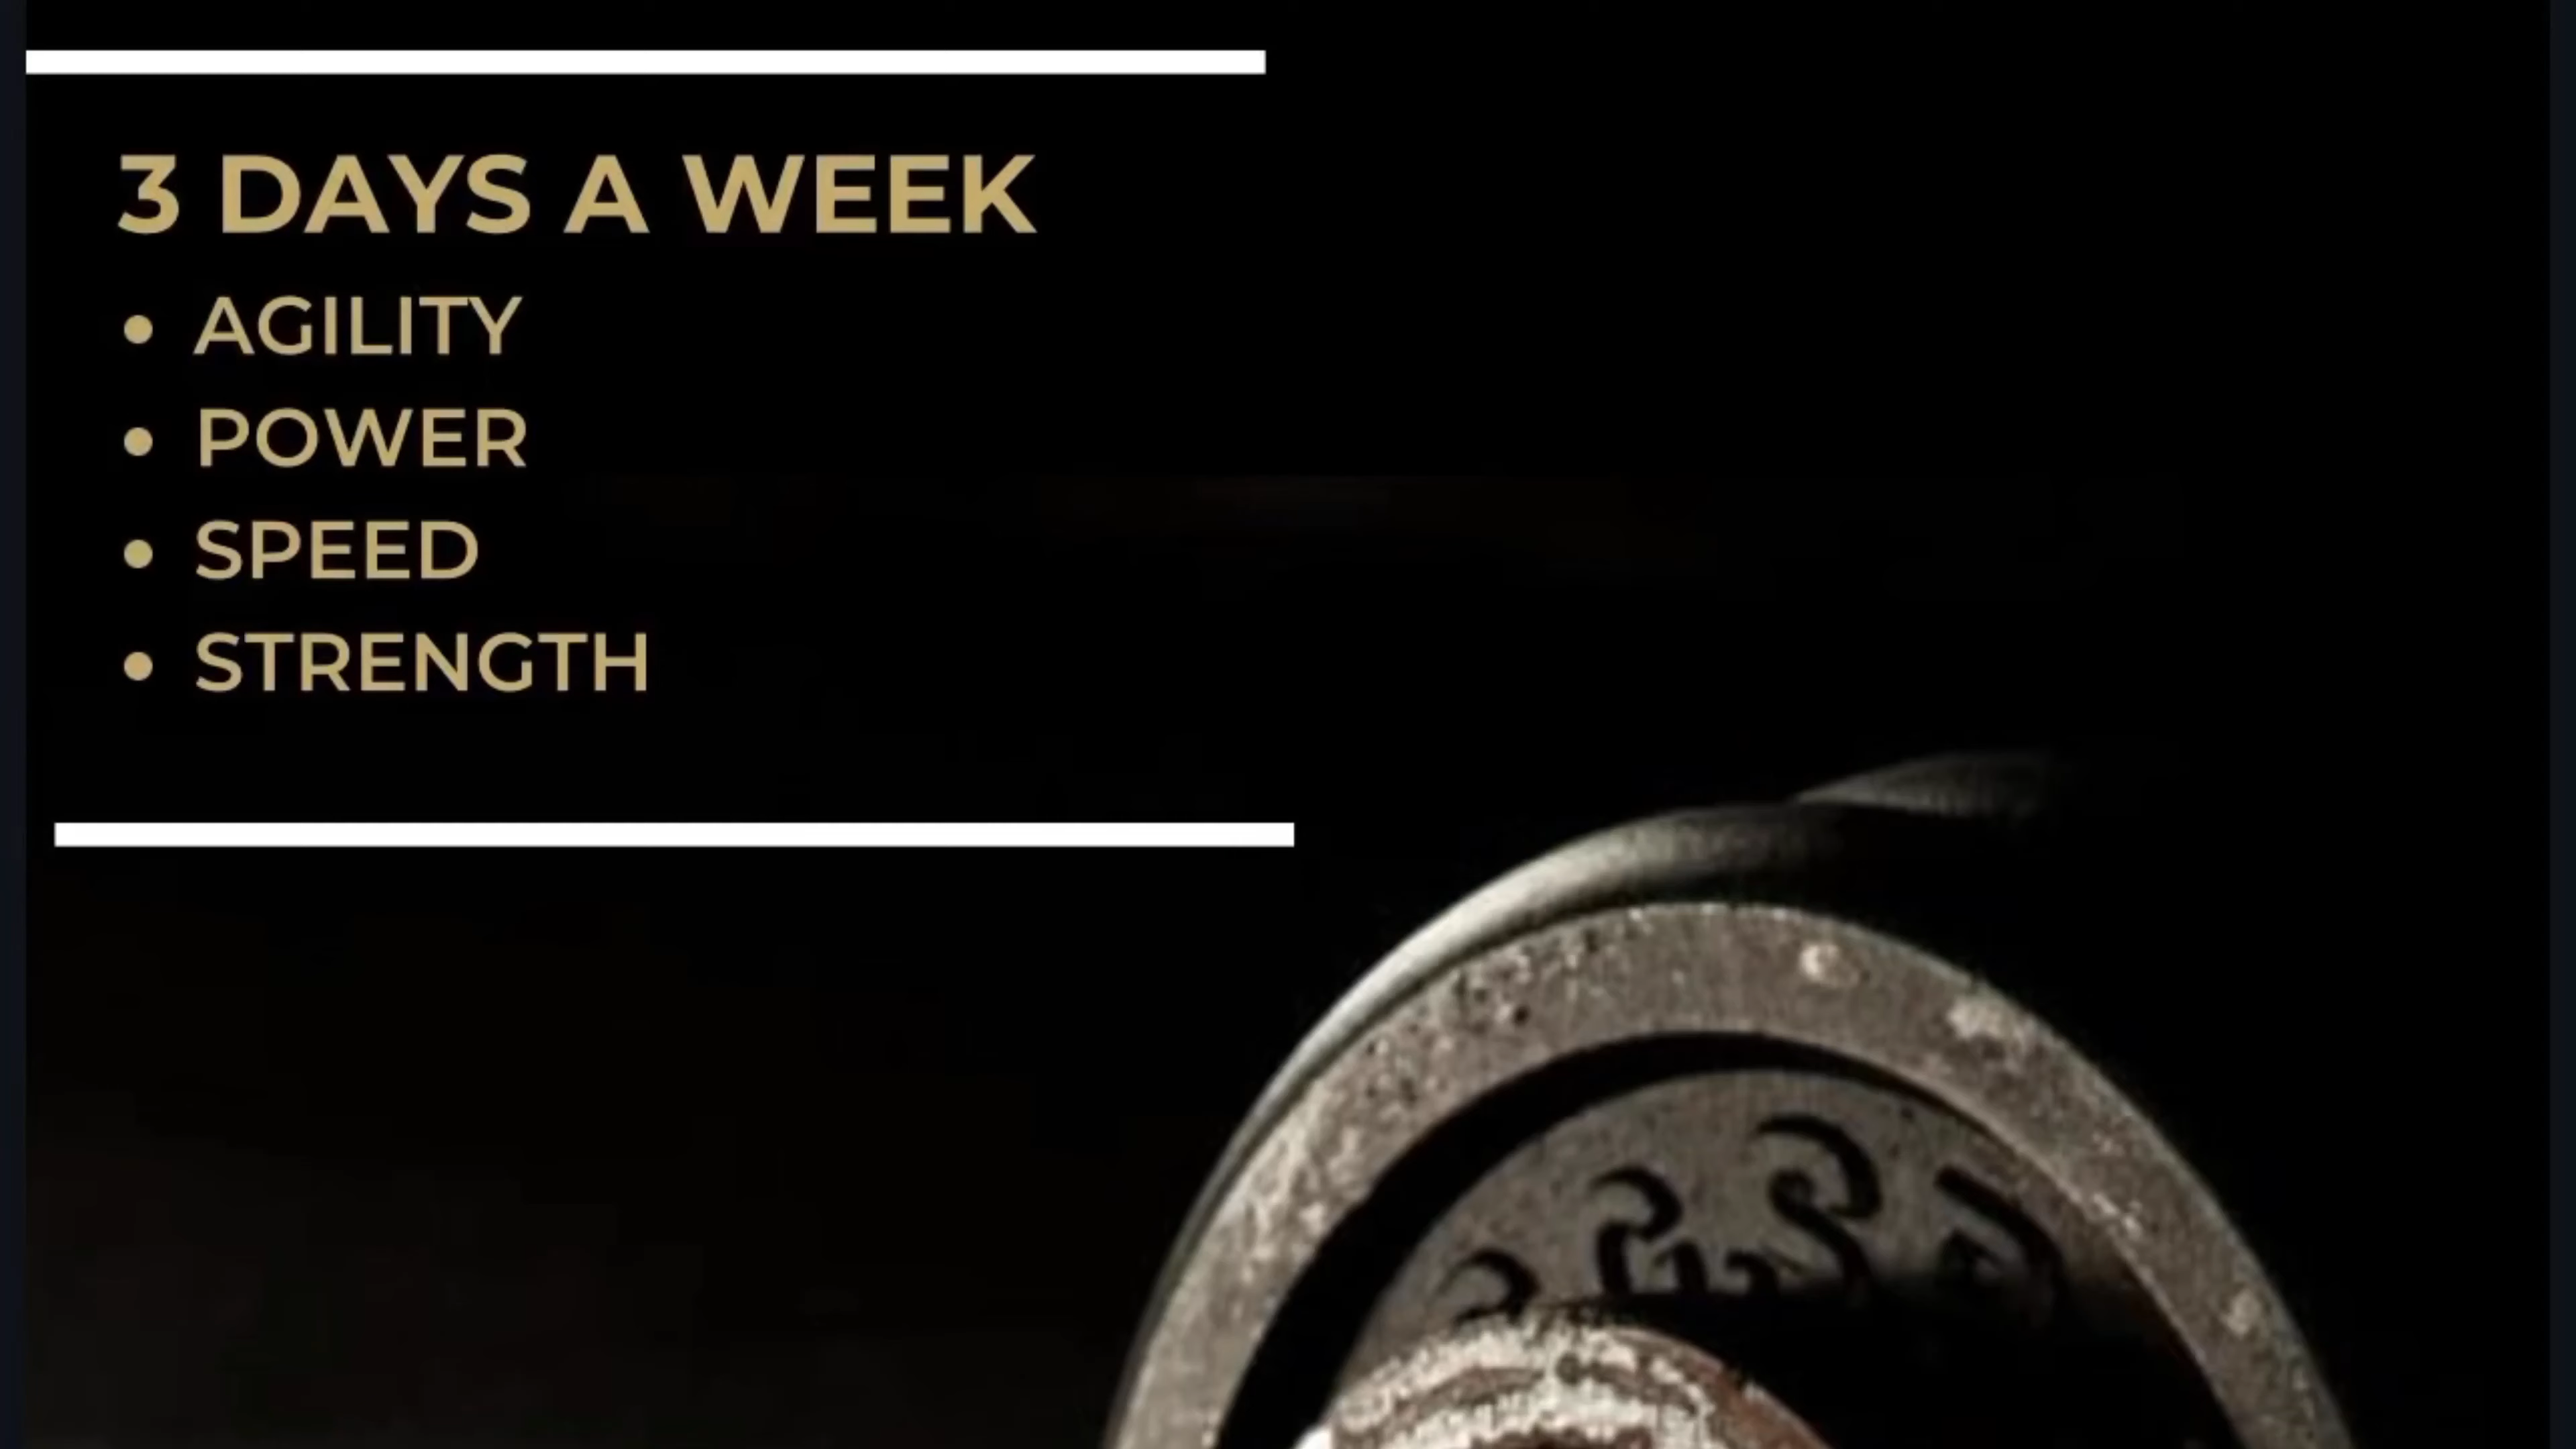 3 DAYS A WEEK
• AGILITY
• POWER
• SPEED
• STRENGTH